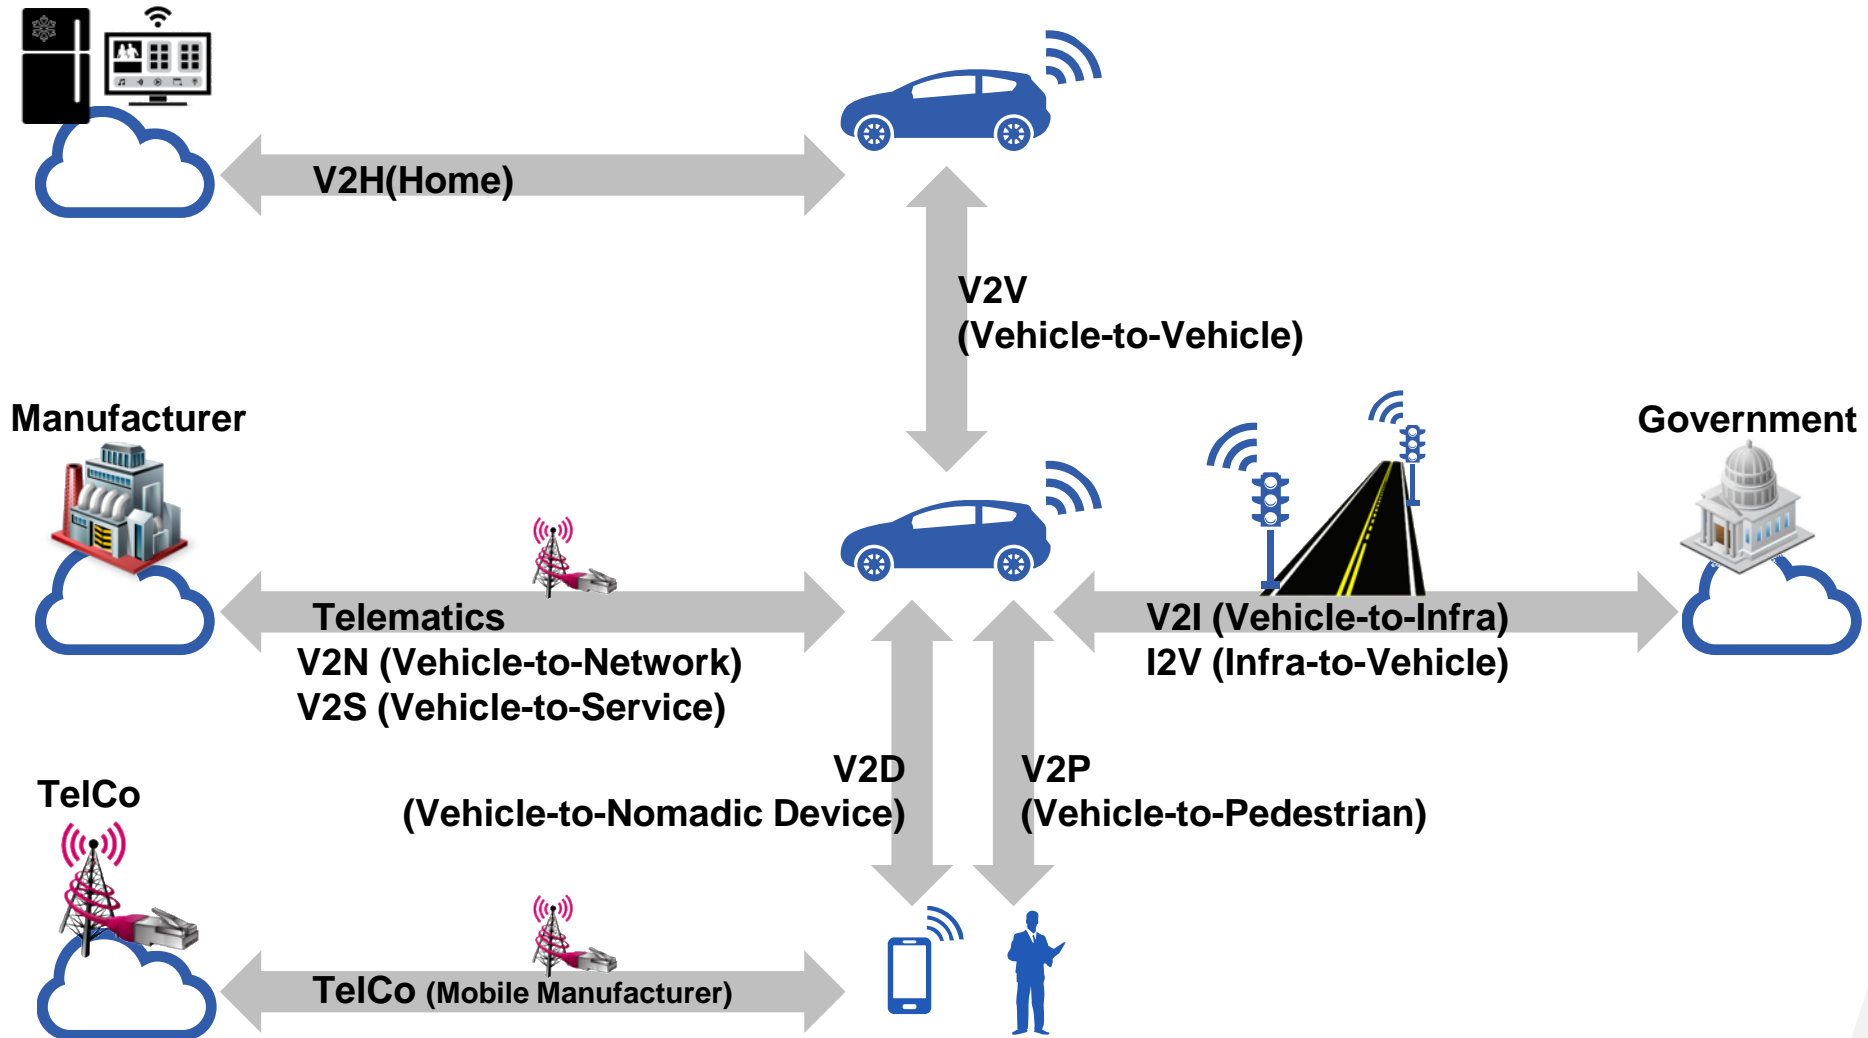 V2H(Home)
V2V
(Vehicle-to-Vehicle)
Manufacturer
Government
Telematics
V2N (Vehicle-to-Network)
V2S (Vehicle-to-Service)
V2I (Vehicle-to-Infra)
I2V (Infra-to-Vehicle)
V2D
(Vehicle-to-Nomadic Device)
V2P
(Vehicle-to-Pedestrian)
TelCo
TelCo (Mobile Manufacturer)